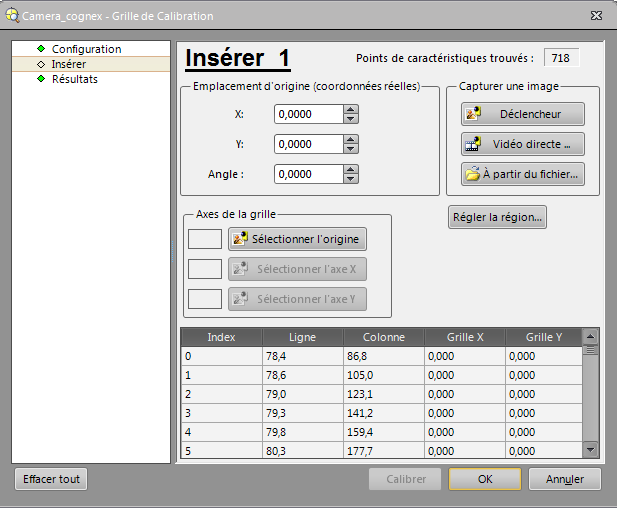 Camera_cognex - Grille de Calibration
Configuration
Insérer
Résultats
Insérer 1
Points de caractéristiques trouvés : 718
Emplacement d'origine (coordonnées réelles)
X: 0,0000
Y: 0,0000
Angle : 0,0000
Capturer une image
Déclencheur
Vidéo directe ...
À partir du fichier...
Régler la région...
Axes de la grille
Sélectionner l'origine
Sélectionner l'axe X
Sélectionner l'axe Y
Index Ligne Colonne Grille X Grille Y
0 78,4 86,8 0,000 0,000
1 78,6 105,0 0,000 0,000
2 79,0 123,1 0,000 0,000
3 79,3 141,2 0,000 0,000
4 79,8 159,4 0,000 0,000
5 80,3 177,7 0,000 0,000
Effacer tout
Calibrer
OK
Annuler